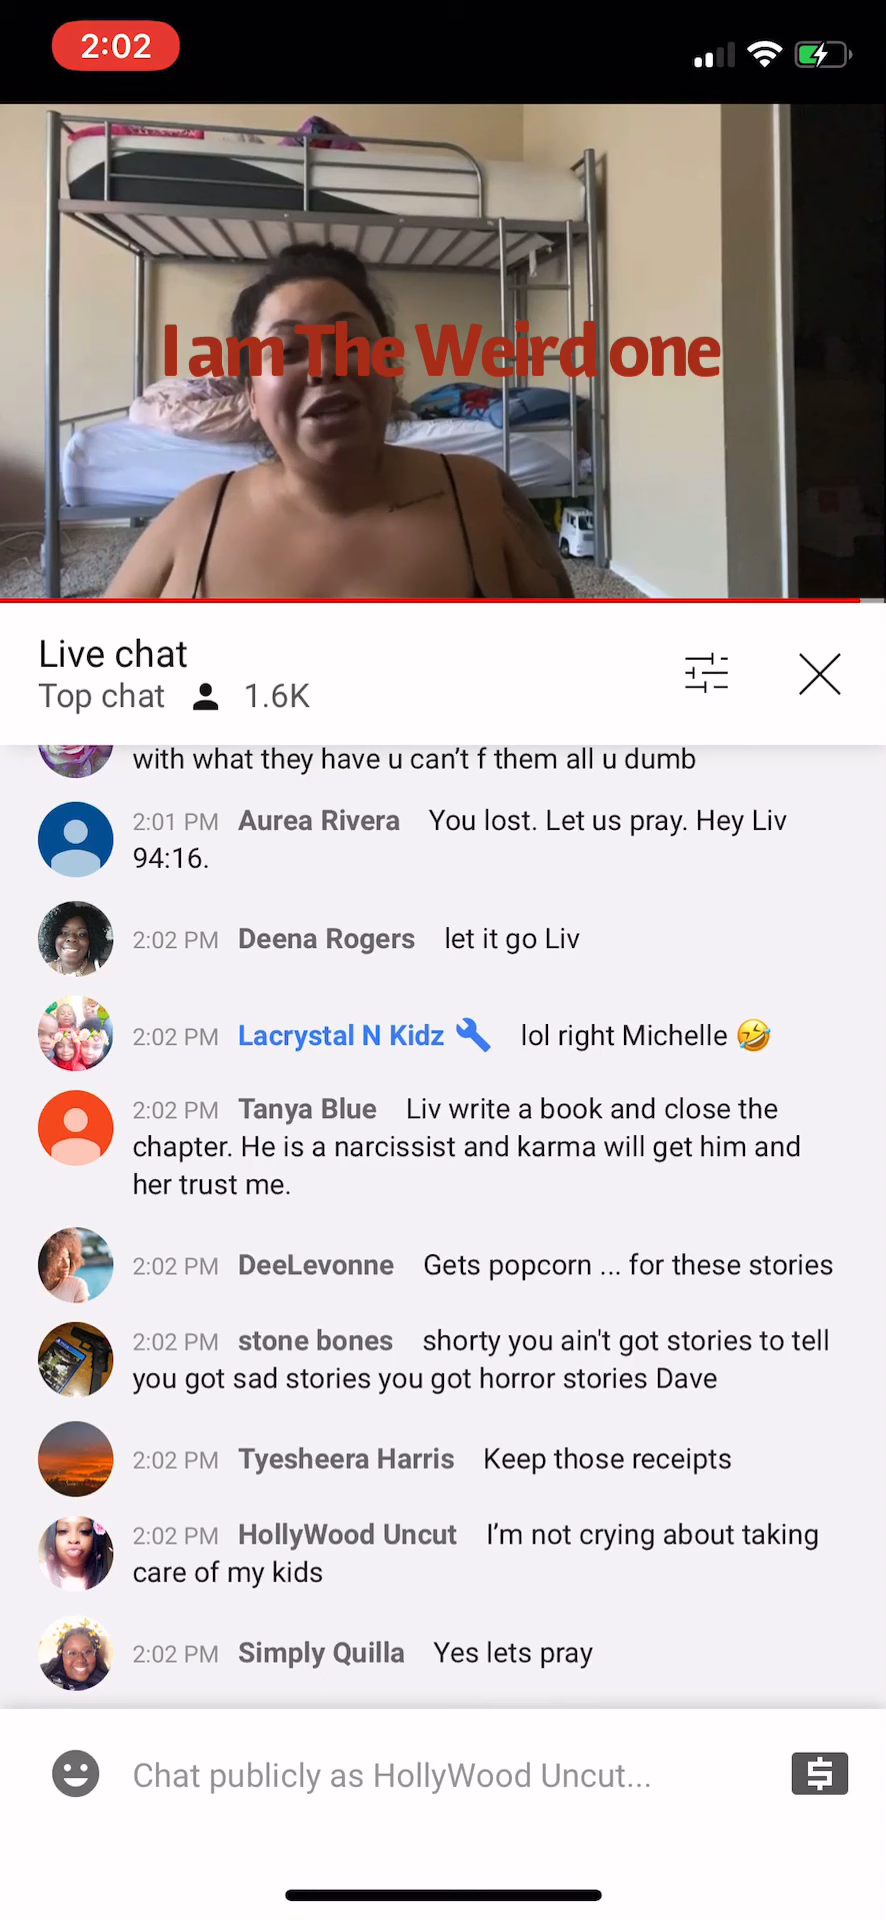 2:02
I am The Weird one
Live chat
Top chat 1.6K
with what they have u can’t f them all u dumb
2:01 PM Aurea Rivera You lost. Let us pray. Hey Liv
94:16.
2:02 PM Deena Rogers let it go Liv
2:02 PM Lacrystal N Kidz lol right Michelle 🤣
2:02 PM Tanya Blue Liv write a book and close the
chapter. He is a narcissist and karma will get him and
her trust me.
2:02 PM DeeLevonne Gets popcorn ... for these stories
2:02 PM stone bones shorty you ain't got stories to tell
you got sad stories you got horror stories Dave
2:02 PM Tyesheera Harris Keep those receipts
2:02 PM HollyWood Uncut I’m not crying about taking
care of my kids
2:02 PM Simply Quilla Yes lets pray
Chat publicly as HollyWood Uncut...